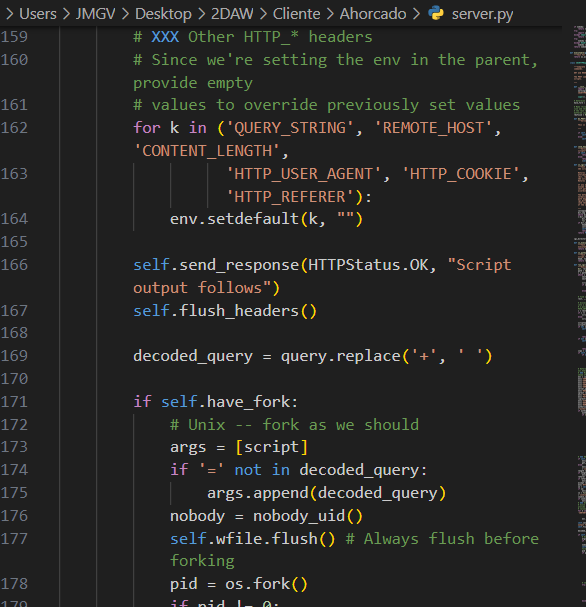 > Users > JMGV > Desktop > 2DAW > Cliente > Ahorcado > server.py
159 # XXX Other HTTP_* headers
160 # Since we're setting the env in the parent,
provide empty
161 # values to override previously set values
162 for k in ('QUERY_STRING', 'REMOTE_HOST',
'CONTENT_LENGTH',
163 'HTTP_USER_AGENT', 'HTTP_COOKIE',
'HTTP_REFERER'):
164 env.setdefault(k, "")
165
166 self.send_response(HTTPStatus.OK, "Script
output follows")
167 self.flush_headers()
168
169 decoded_query = query.replace('+', ' ')
170
171 if self.have_fork:
172 # Unix -- fork as we should
173 args = [script]
174 if '=' not in decoded_query:
175 args.append(decoded_query)
176 nobody = nobody_uid()
177 self.wfile.flush() # Always flush before
forking
178 pid = os.fork()
179 if pid != 0: